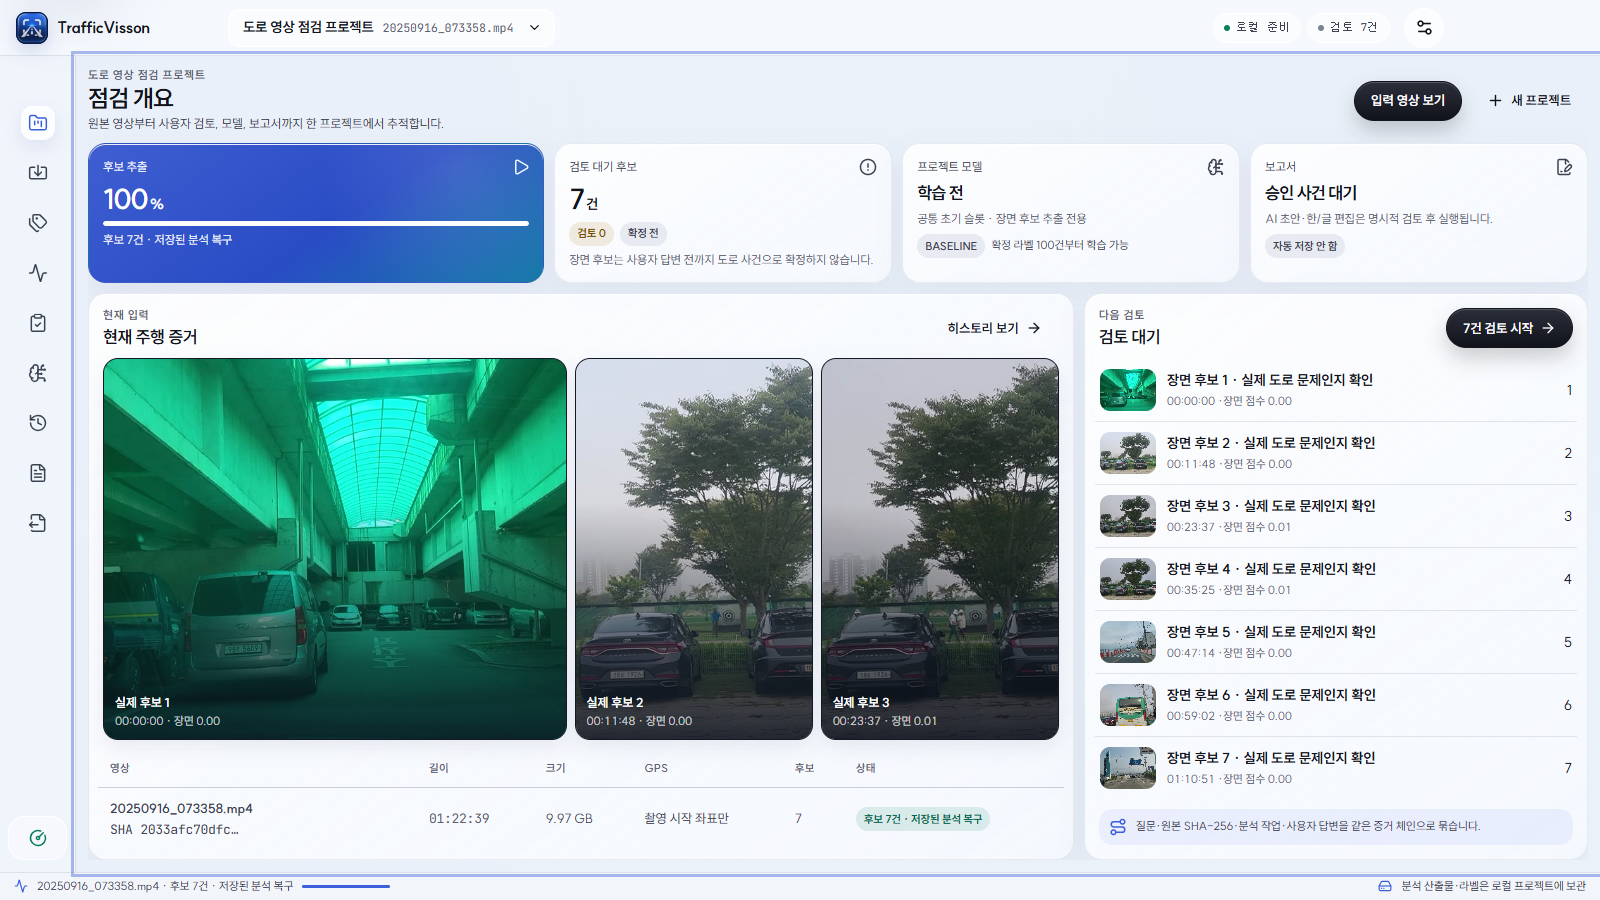 TrafficVisson
도로 영상 점검 프로젝트 20250916_073358.mp4
로컬 준비
검토 7건
도로 영상 점검 프로젝트
점검 개요
원본 영상부터 사용자 검토, 모델, 보고서까지 한 프로젝트에서 추적합니다.
입력 영상 보기
새 프로젝트
후보 추출
100%
후보 7건 · 저장된 분석 복구
검토 대기 후보
7건
검토 0
확정 전
장면 후보는 사용자 답변 전까지 도로 사건으로 확정하지 않습니다.
프로젝트 모델
학습 전
공통 초기 슬롯 · 장면 후보 추출 전용
BASELINE
확정 라벨 100건부터 학습 가능
보고서
승인 사건 대기
AI 초안·한/글 편집은 명시적 검토 후 실행됩니다.
자동 저장 안 함
현재 입력
현재 주행 증거
히스토리 보기
실제 후보 1
00:00:00 · 장면 0.00
실제 후보 2
00:11:48 · 장면 0.00
실제 후보 3
00:23:37 · 장면 0.01
영상 길이 크기 GPS 후보 상태
20250916_073358.mp4
SHA 2033afc70dfc…
01:22:39 9.97 GB 촬영 시작 좌표만 7 후보 7건 · 저장된 분석 복구
다음 검토
검토 대기
7건 검토 시작
장면 후보 1 · 실제 도로 문제인지 확인
00:00:00 · 장면 점수 0.00
1
장면 후보 2 · 실제 도로 문제인지 확인
00:11:48 · 장면 점수 0.00
2
장면 후보 3 · 실제 도로 문제인지 확인
00:23:37 · 장면 점수 0.01
3
장면 후보 4 · 실제 도로 문제인지 확인
00:35:25 · 장면 점수 0.01
4
장면 후보 5 · 실제 도로 문제인지 확인
00:47:14 · 장면 점수 0.00
5
장면 후보 6 · 실제 도로 문제인지 확인
00:59:02 · 장면 점수 0.00
6
장면 후보 7 · 실제 도로 문제인지 확인
01:10:51 · 장면 점수 0.00
7
질문·원본 SHA-256·분석 작업·사용자 답변을 같은 증거 체인으로 묶습니다.
20250916_073358.mp4 · 후보 7건 · 저장된 분석 복구
분석 산출물·라벨은 로컬 프로젝트에 보관